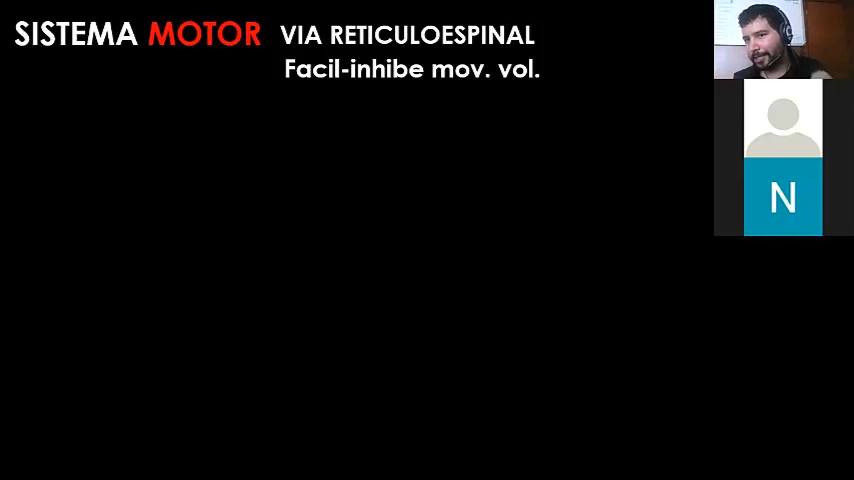 SISTEMA MOTOR VIA RETICULOESPINAL
Facil-inhibe mov. vol.
N